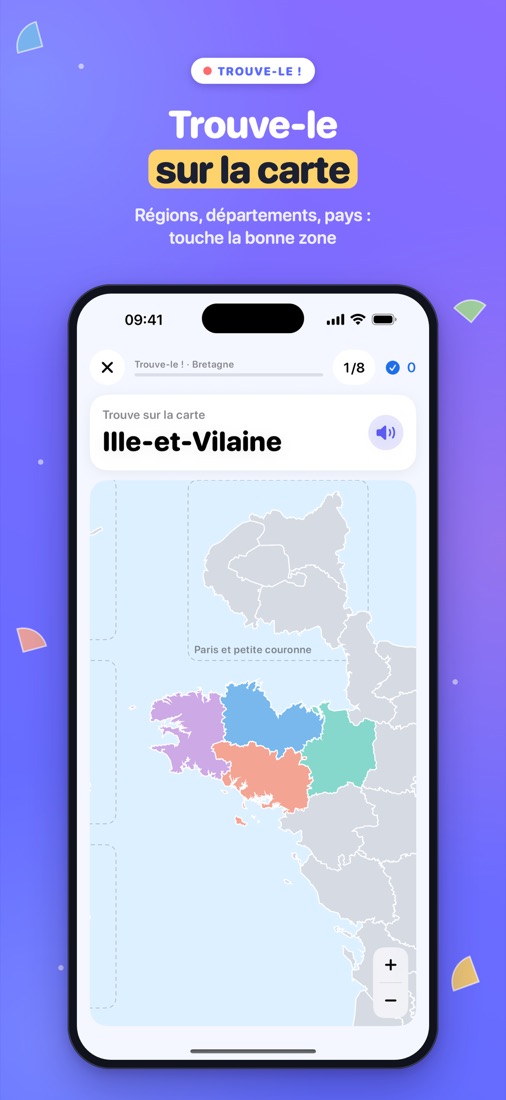 TROUVE-LE !
Trouve-le
sur la carte
Régions, départements, pays :
touche la bonne zone
09:41
Trouve-le ! · Bretagne
1/8
0
Trouve sur la carte
Ille-et-Vilaine
Paris et petite couronne
+
−